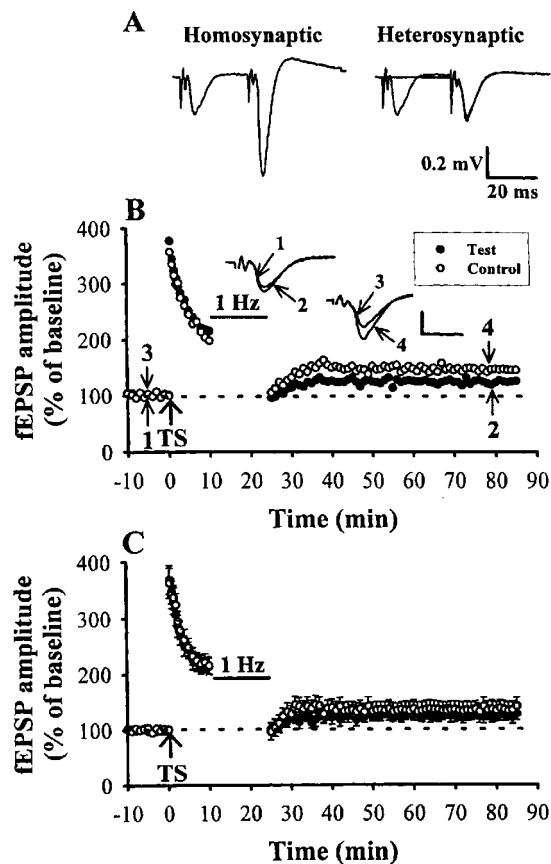 A
Homosynaptic
Heterosynaptic
0.2 mV
20 ms
B
fEPSP amplitude
(% of baseline)
400
300
200
100
0
1 Hz
1
2
3
4
Test
Control
3
1
TS
4
2
-10 0 10 20 30 40 50 60 70 80 90
Time (min)
C
fEPSP amplitude
(% of baseline)
400
300
200
100
0
1 Hz
TS
-10 0 10 20 30 40 50 60 70 80 90
Time (min)